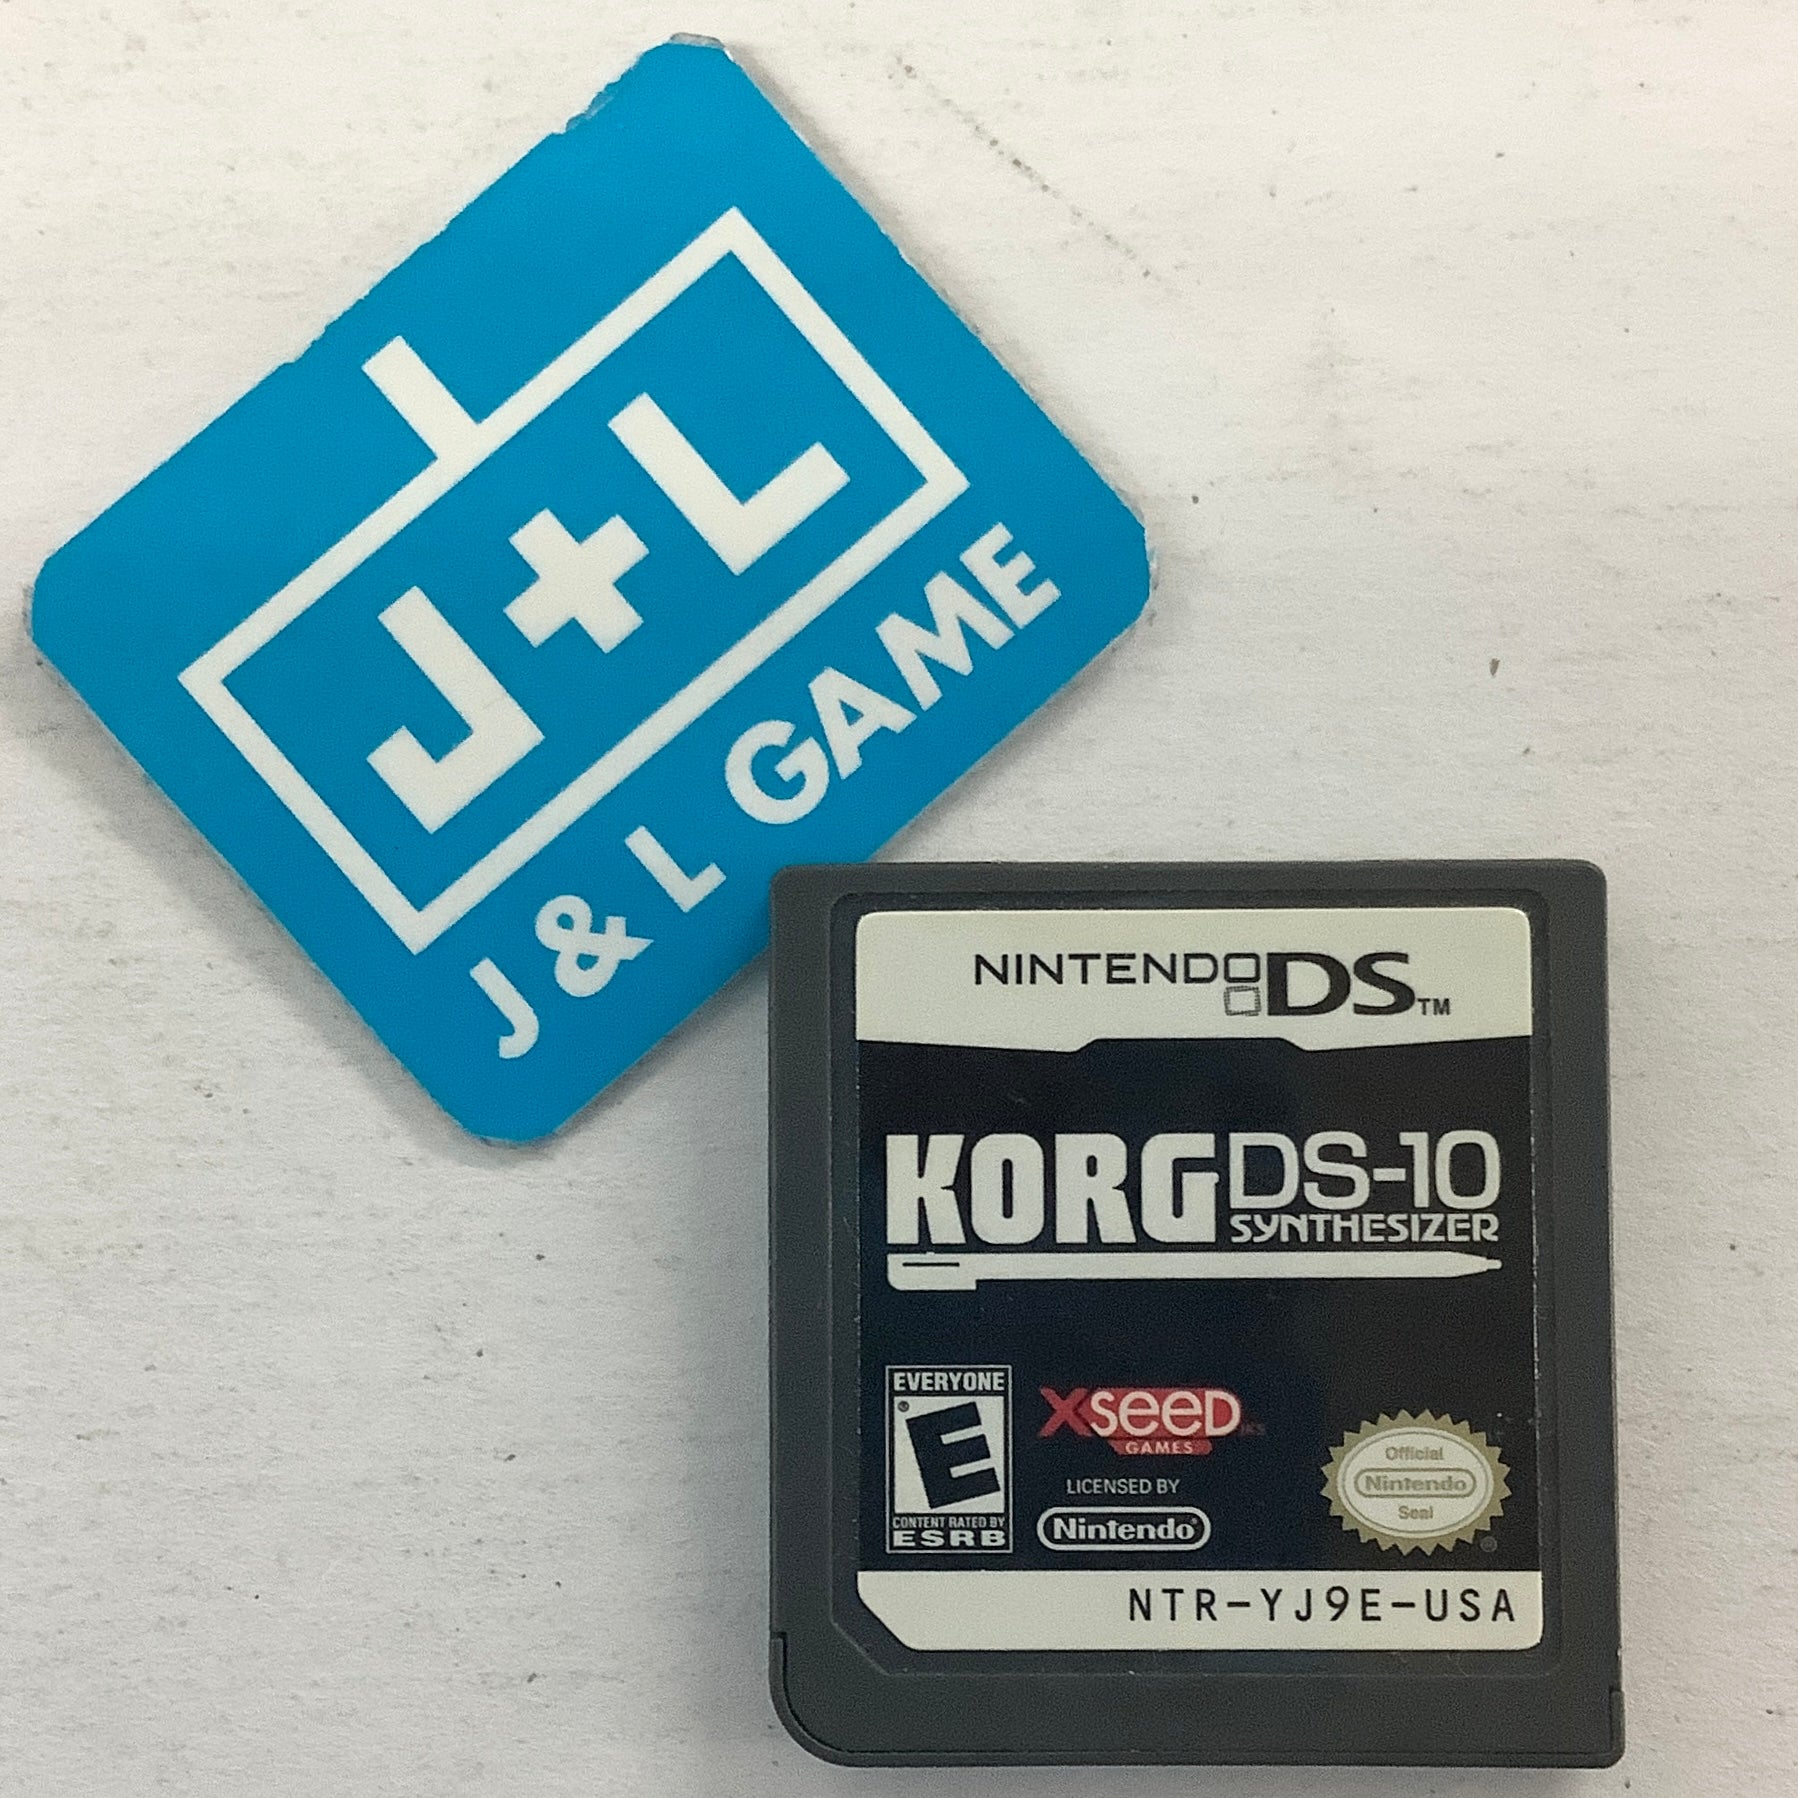 J+L
J & L GAME
NINTENDO DS™
KORG DS-10
SYNTHESIZER
EVERYONE
E
CONTENT RATED BY
ESRB
XSEED
GAMES
LICENSED BY
Nintendo®
Official
Nintendo
Seal
NTR-YJ9E-USA